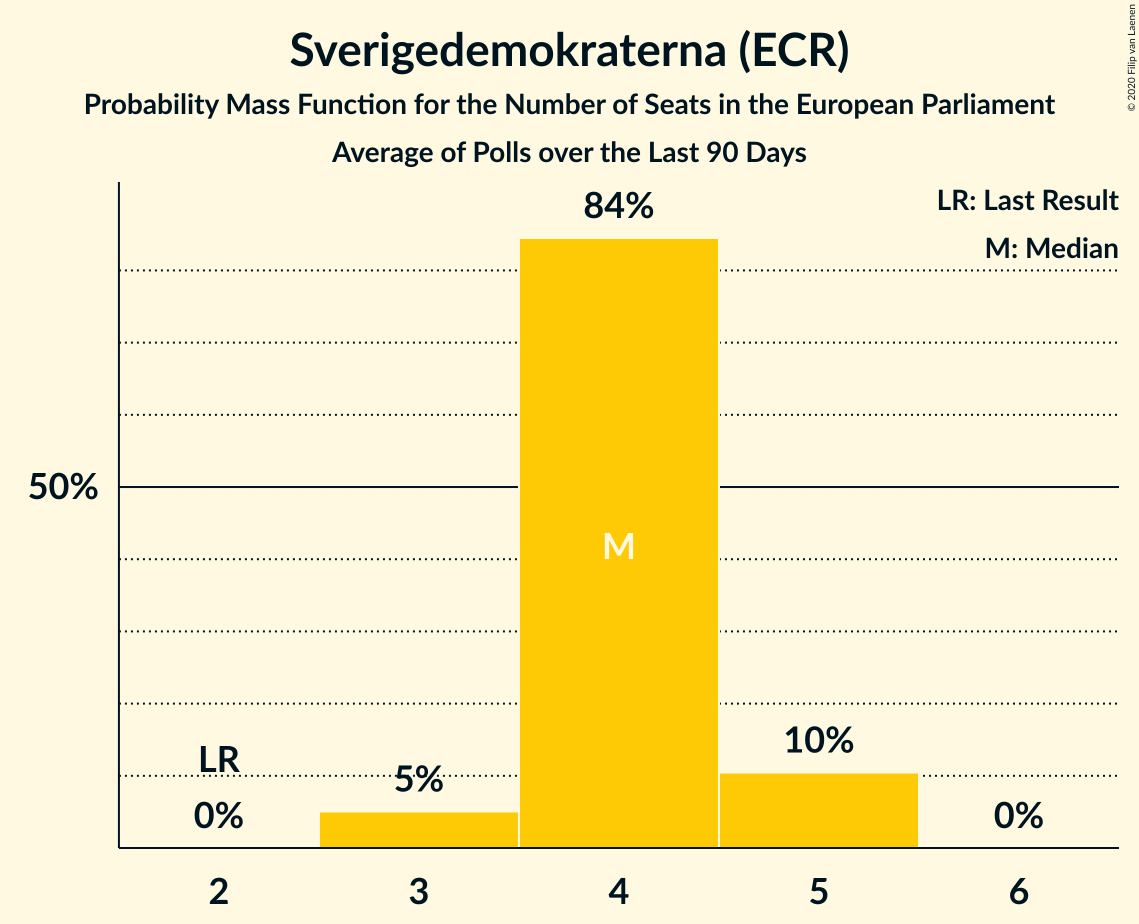 Sverigedemokraterna (ECR)
Probability Mass Function for the Number of Seats in the European Parliament
Average of Polls over the Last 90 Days
© 2020 Filip van Laenen
LR: Last Result
M: Median
84%
50%
M
LR
5%
10%
0%
0%
2 3 4 5 6